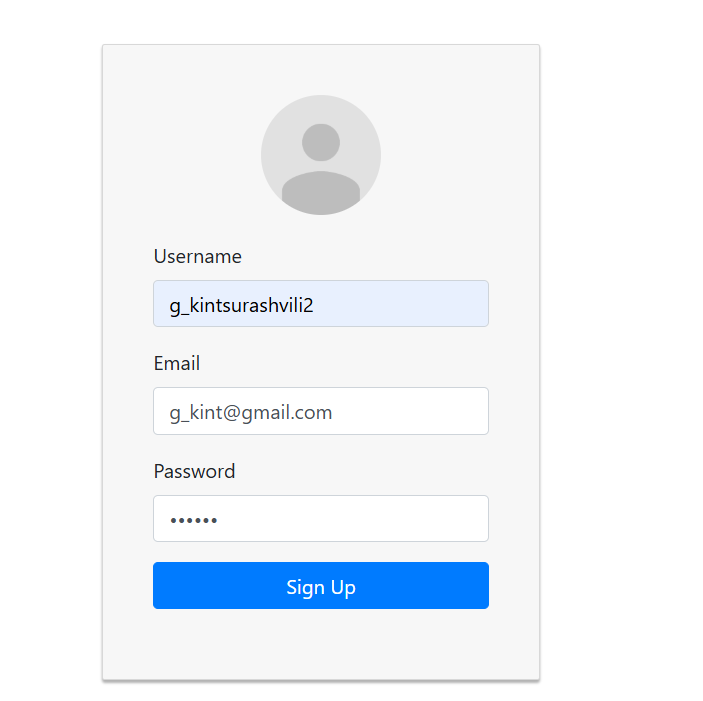 Username
g_kintsurashvili2
Email
g_kint@gmail.com
Password
••••••
Sign Up